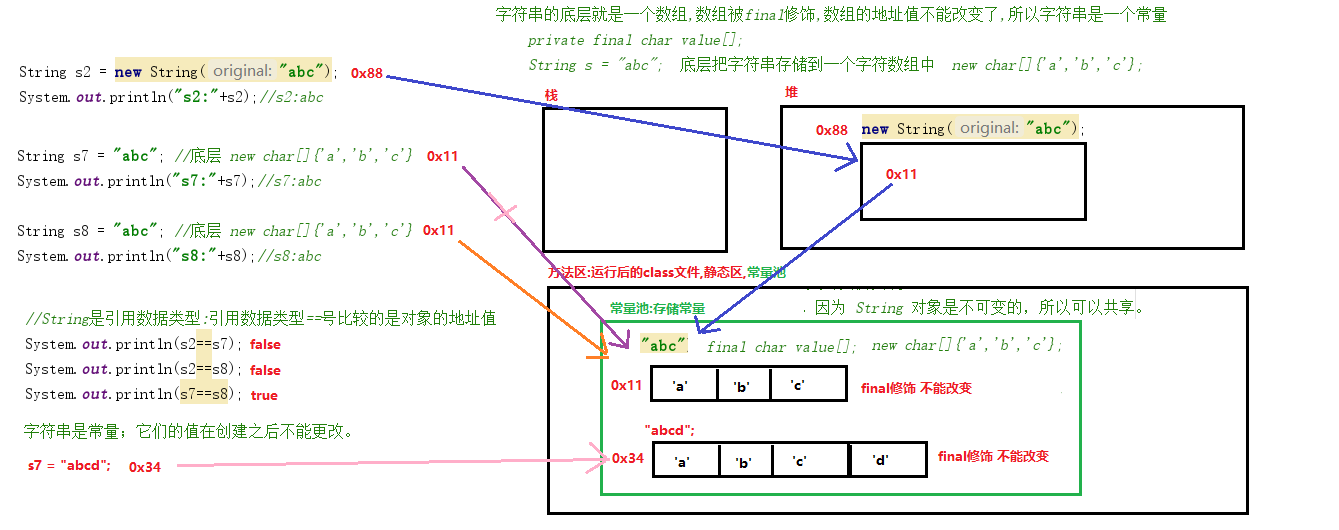 字符串的底层就是一个数组,数组被final修饰,数组的地址值不能改变了,所以字符串是一个常量
private final char value[];
String s = "abc"; 底层把字符串存储到一个字符数组中 new char[]{'a','b','c'};
String s2 = new String( original: "abc"); 0x88
System.out.println("s2:"+s2);//s2:abc
String s7 = "abc"; //底层 new char[]{'a','b','c'} 0x11
System.out.println("s7:"+s7);//s7:abc
String s8 = "abc"; //底层 new char[]{'a','b','c'} 0x11
System.out.println("s8:"+s8);//s8:abc
//String是引用数据类型:引用数据类型==号比较的是对象的地址值
System.out.println(s2==s7); false
System.out.println(s2==s8); false
System.out.println(s7==s8); true
字符串是常量；它们的值在创建之后不能更改。
s7 = "abcd"; 0x34
栈
堆
0x88 new String( original: "abc");
0x11
方法区:运行后的class文件,静态区,常量池
常量池:存储常量
. 因为 String 对象是不可变的，所以可以共享。
"abc" final char value[]; new char[]{'a','b','c'};
0x11 'a' 'b' 'c' final修饰 不能改变
"abcd";
0x34 'a' 'b' 'c' 'd' final修饰 不能改变